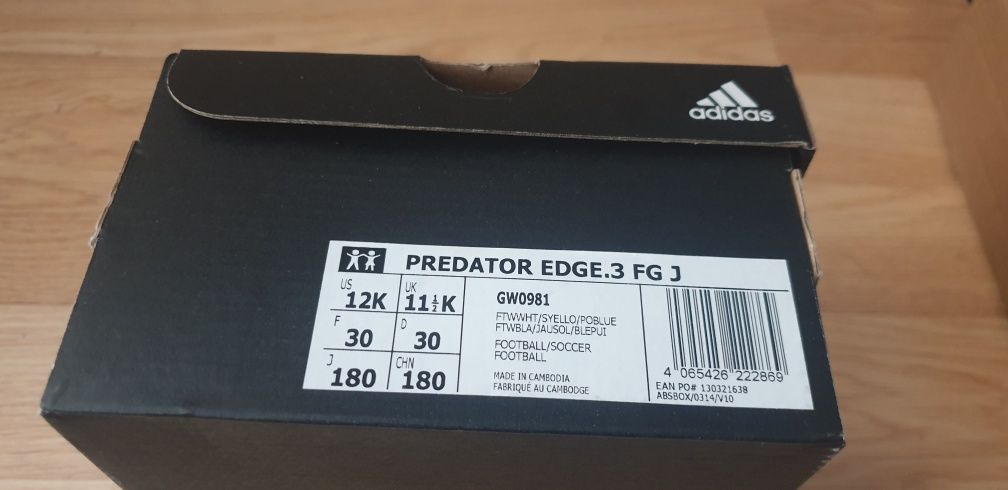 adidas
PREDATOR EDGE.3 FG J
US 12K UK 11½K
F 30 D 30
J 180 CHN 180
GW0981
FTWWHT/SYELLO/POBLUE
FTWBLA/JAUSOL/BLEPUI
FOOTBALL/SOCCER
FOOTBALL
MADE IN CAMBODIA
FABRIQUÉ AU CAMBODGE
4 065426 222869
EAN PO# 130321638
ABSBOX/0314/V10